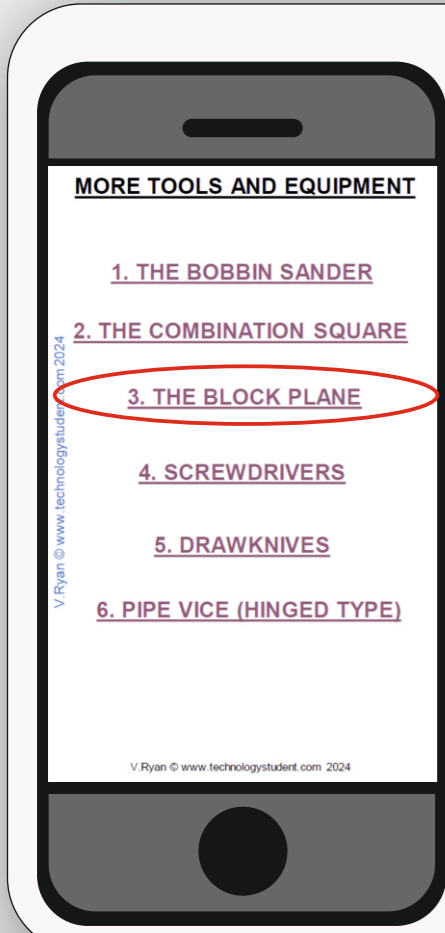 MORE TOOLS AND EQUIPMENT
1. THE BOBBIN SANDER
2. THE COMBINATION SQUARE
3. THE BLOCK PLANE
4. SCREWDRIVERS
5. DRAWKNIVES
6. PIPE VICE (HINGED TYPE)
V.Ryan © www.technologystudent.com 2024
V.Ryan © www.technologystudent.com 2024